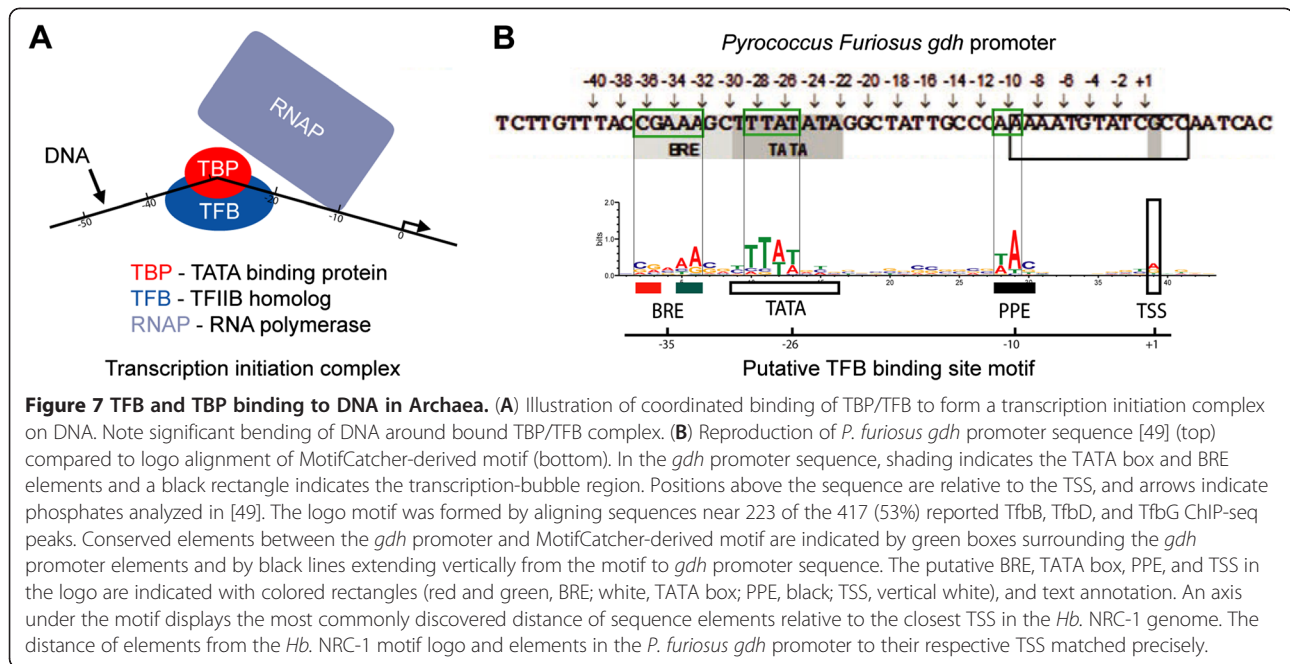 A
RNAP
DNA
TBP
TFB
-50
-40
-20
-10
0
TBP - TATA binding protein
TFB - TFIIB homolog
RNAP - RNA polymerase
Transcription initiation complex
B
Pyrococcus Furiosus gdh promoter
-40 -38 -36 -34 -32 -30 -28 -26 -24 -22 -20 -18 -16 -14 -12 -10 -8 -6 -4 -2 +1
TCTTGTTTACCGAAAGCTTTATATAGGCTATTGCCCAAAAATGTATCGCCAATCAC
BRE TATA
2.0
1.0
0.0
bits
5 10 15 20 25 30 35 40
BRE TATA PPE TSS
-35 -26 -10 +1
Putative TFB binding site motif
Figure 7 TFB and TBP binding to DNA in Archaea. (A) Illustration of coordinated binding of TBP/TFB to form a transcription initiation complex
on DNA. Note significant bending of DNA around bound TBP/TFB complex. (B) Reproduction of P. furiosus gdh promoter sequence [49] (top)
compared to logo alignment of MotifCatcher-derived motif (bottom). In the gdh promoter sequence, shading indicates the TATA box and BRE
elements and a black rectangle indicates the transcription-bubble region. Positions above the sequence are relative to the TSS, and arrows indicate
phosphates analyzed in [49]. The logo motif was formed by aligning sequences near 223 of the 417 (53%) reported TfbB, TfbD, and TfbG ChIP-seq
peaks. Conserved elements between the gdh promoter and MotifCatcher-derived motif are indicated by green boxes surrounding the gdh
promoter elements and by black lines extending vertically from the motif to gdh promoter sequence. The putative BRE, TATA box, PPE, and TSS in
the logo are indicated with colored rectangles (red and green, BRE; white, TATA box; PPE, black; TSS, vertical white), and text annotation. An axis
under the motif displays the most commonly discovered distance of sequence elements relative to the closest TSS in the Hb. NRC-1 genome. The
distance of elements from the Hb. NRC-1 motif logo and elements in the P. furiosus gdh promoter to their respective TSS matched precisely.